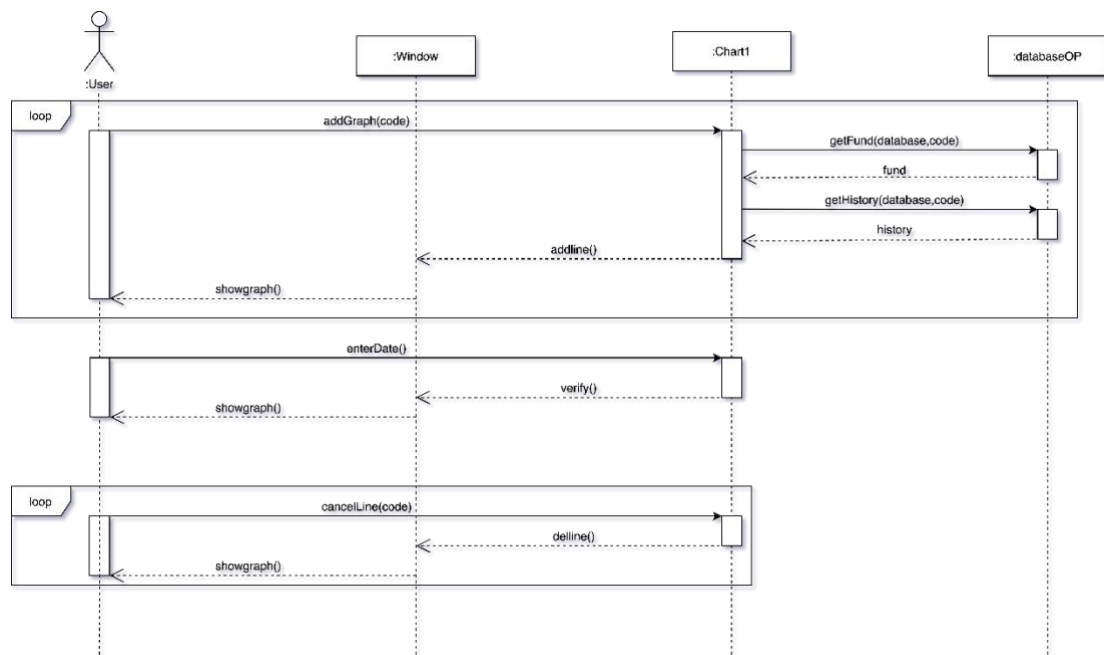 :User
:Window
:Chart1
:databaseOP
loop
addGraph(code)
getFund(database,code)
fund
getHistory(database,code)
history
addline()
showgraph()
enterDate()
verify()
showgraph()
loop
cancelLine(code)
delline()
showgraph()